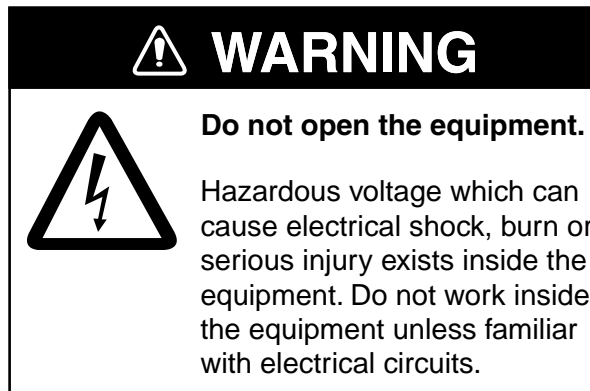 WARNING
Do not open the equipment.
Hazardous voltage which can
cause electrical shock, burn or
serious injury exists inside the
equipment. Do not work inside
the equipment unless familiar
with electrical circuits.